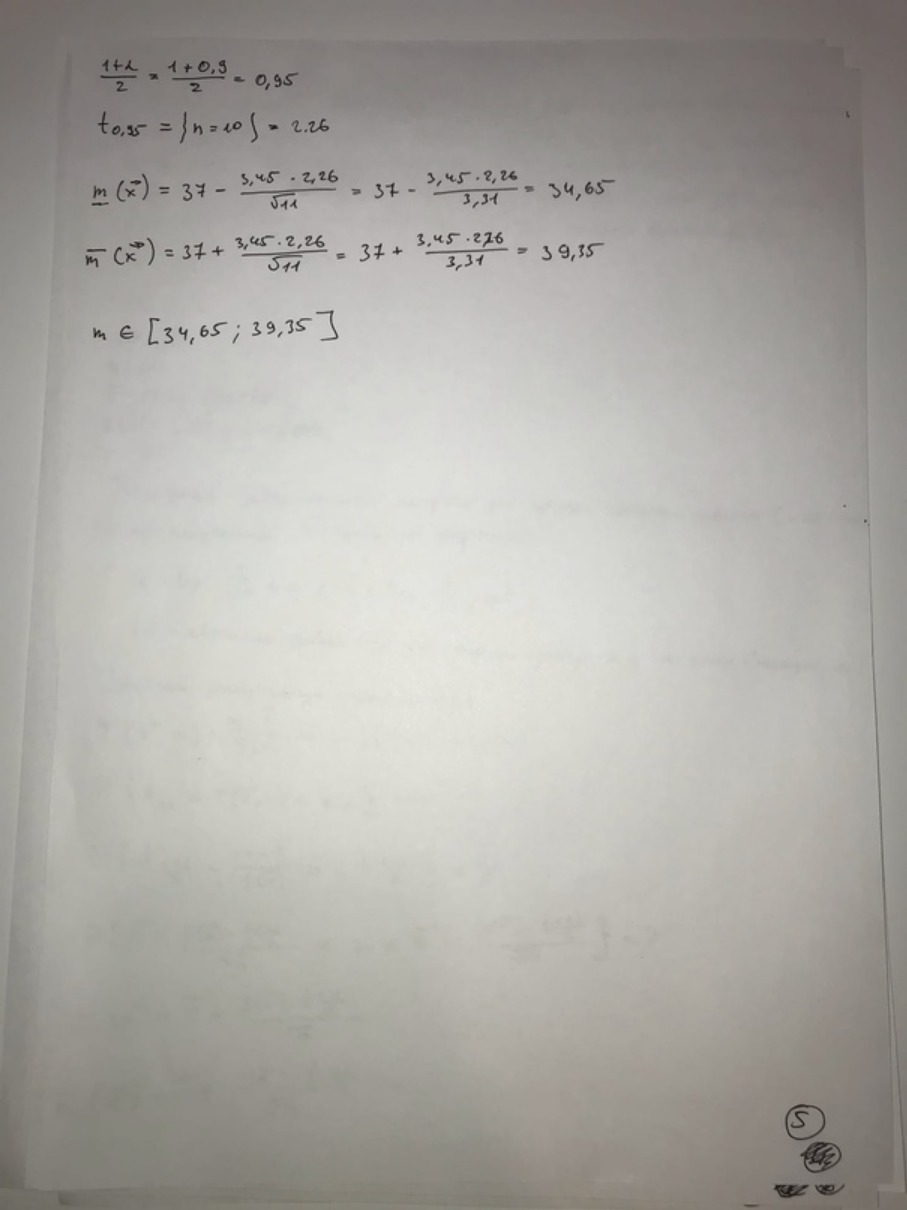 (1+α)/2 = (1+0,9)/2 = 0,95
t₀,₉₅ = {n=10} = 2.26
m̲(x⃗) = 37 - (3,45 · 2,26)/√11 = 37 - (3,45 · 2,26)/3,31 = 34,65
m̅(x⃗) = 37 + (3,45 · 2,26)/√11 = 37 + (3,45 · 2,26)/3,31 = 39,35
m ∈ [34,65 ; 39,35]
5